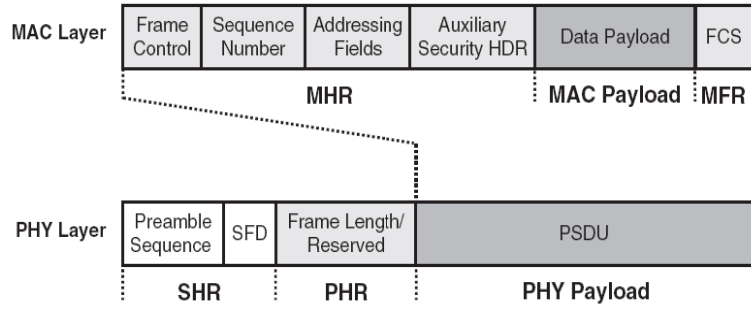 MAC Layer
Frame
Control
Sequence
Number
Addressing
Fields
Auxiliary
Security HDR
Data Payload
FCS
MHR
MAC Payload
MFR
PHY Layer
Preamble
Sequence
SFD
Frame Length/
Reserved
PSDU
SHR
PHR
PHY Payload